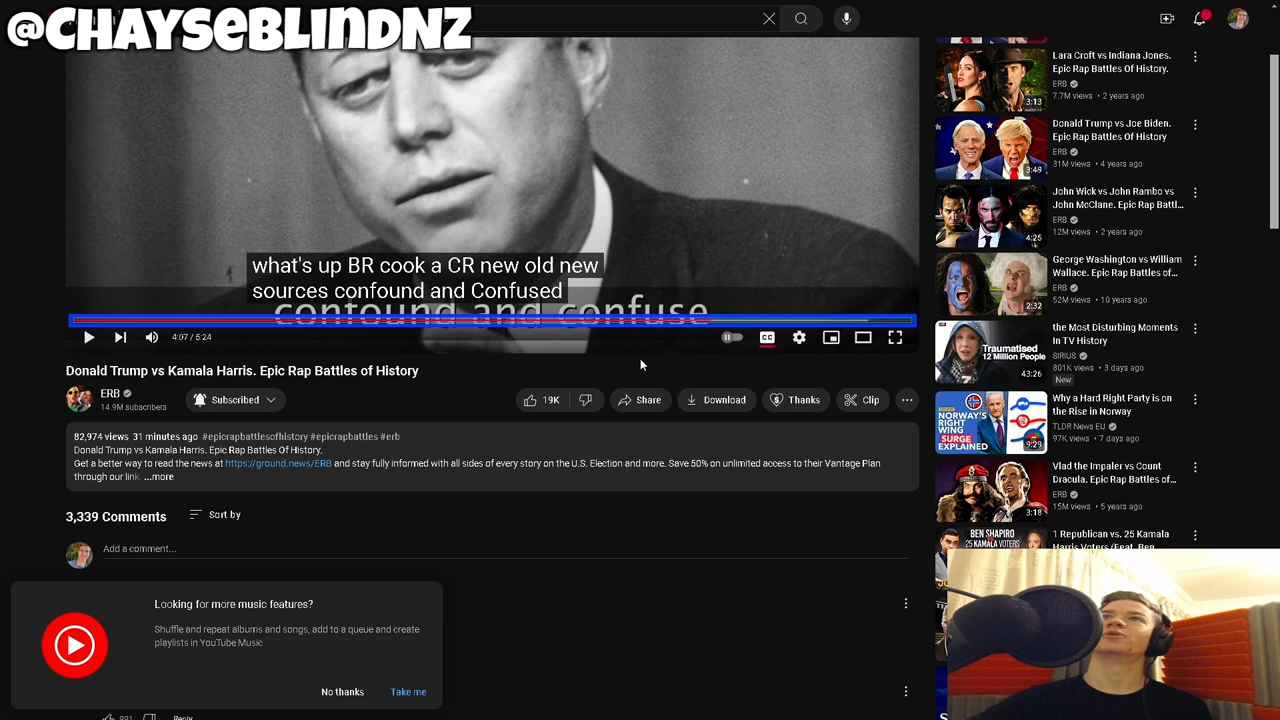 @CHAYSEBLINDNZ
what's up BR cook a CR new old new
sources confound and Confused
confound and confuse
4:07 / 5:24
CC
Donald Trump vs Kamala Harris. Epic Rap Battles of History
ERB
14.9M subscribers
Subscribed
19K
Share
Download
Thanks
Clip
82,974 views 31 minutes ago #epicrapbattlesofhistory #epicrapbattles #erb
Donald Trump vs Kamala Harris. Epic Rap Battles Of History.
Get a better way to read the news at https://ground.news/ERB and stay fully informed with all sides of every story on the U.S. Election and more. Save 50% on unlimited access to their Vantage Plan
through our link. ...more
3,339 Comments
Sort by
Add a comment...
Looking for more music features?
Shuffle and repeat albums and songs, add to a queue and create
playlists in YouTube Music
No thanks
Take me
991
Reply
Lara Croft vs Indiana Jones.
Epic Rap Battles Of History.
ERB
7.7M views • 2 years ago
3:13
Donald Trump vs Joe Biden.
Epic Rap Battles Of History
ERB
31M views • 4 years ago
3:49
John Wick vs John Rambo vs
John McClane. Epic Rap Battl...
ERB
12M views • 2 years ago
4:25
George Washington vs William
Wallace. Epic Rap Battles of...
ERB
52M views • 10 years ago
2:32
the Most Disturbing Moments
In TV History
SIRIUS
801K views • 3 days ago
New
Traumatised
12 Million People
43:26
Why a Hard Right Party is on
the Rise in Norway
TLDR News EU
97K views • 7 days ago
NORWAY'S
RIGHT
WING
SURGE
EXPLAINED
9:29
Vlad the Impaler vs Count
Dracula. Epic Rap Battles of...
ERB
15M views • 5 years ago
3:18
1 Republican vs. 25 Kamala
Harris Voters (Feat. Ben
BEN SHAPIRO
25 KAMALA VOTERS